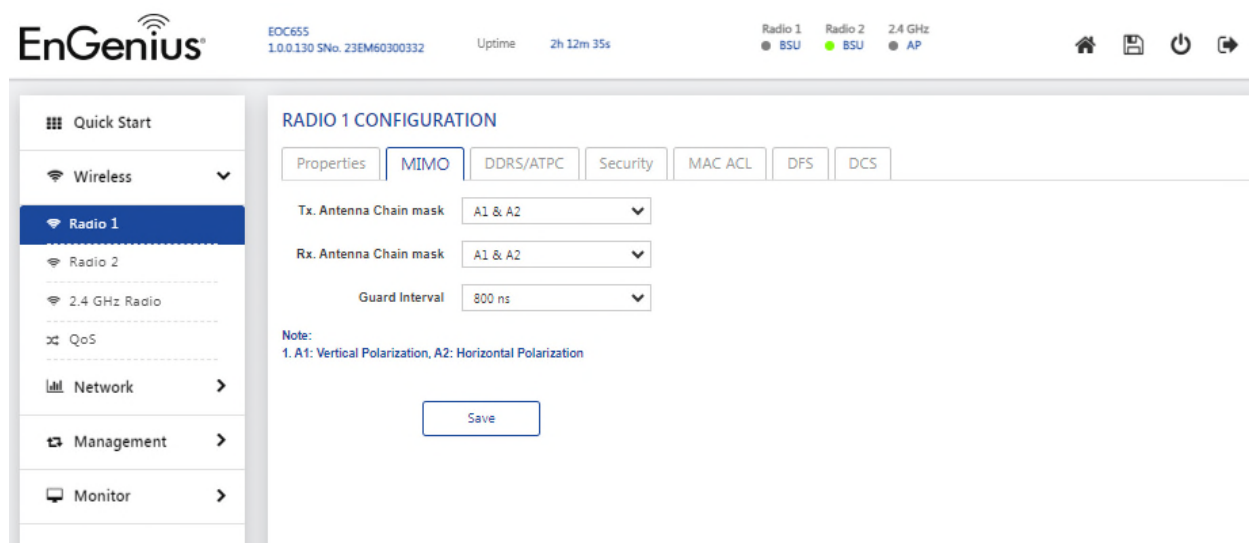 EnGenius
EOC655
1.0.0.130 SNo. 23EM60300332
Uptime 2h 12m 35s
Radio 1 Radio 2 2.4 GHz
BSU BSU AP
Quick Start
Wireless
Radio 1
Radio 2
2.4 GHz Radio
QoS
Network
Management
Monitor
RADIO 1 CONFIGURATION
Properties MIMO DDRS/ATPC Security MAC ACL DFS DCS
Tx. Antenna Chain mask A1 & A2
Rx. Antenna Chain mask A1 & A2
Guard Interval 800 ns
Note:
1. A1: Vertical Polarization, A2: Horizontal Polarization
Save